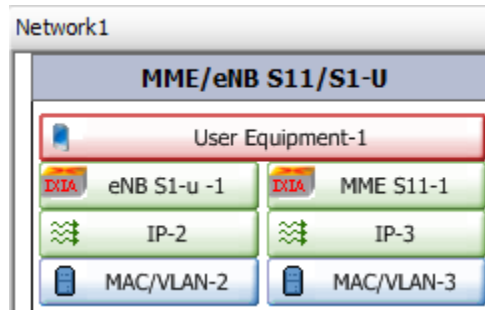 Network1
MME/eNB S11/S1-U
User Equipment-1
IXIA eNB S1-u -1 IXIA MME S11-1
IP-2 IP-3
MAC/VLAN-2 MAC/VLAN-3